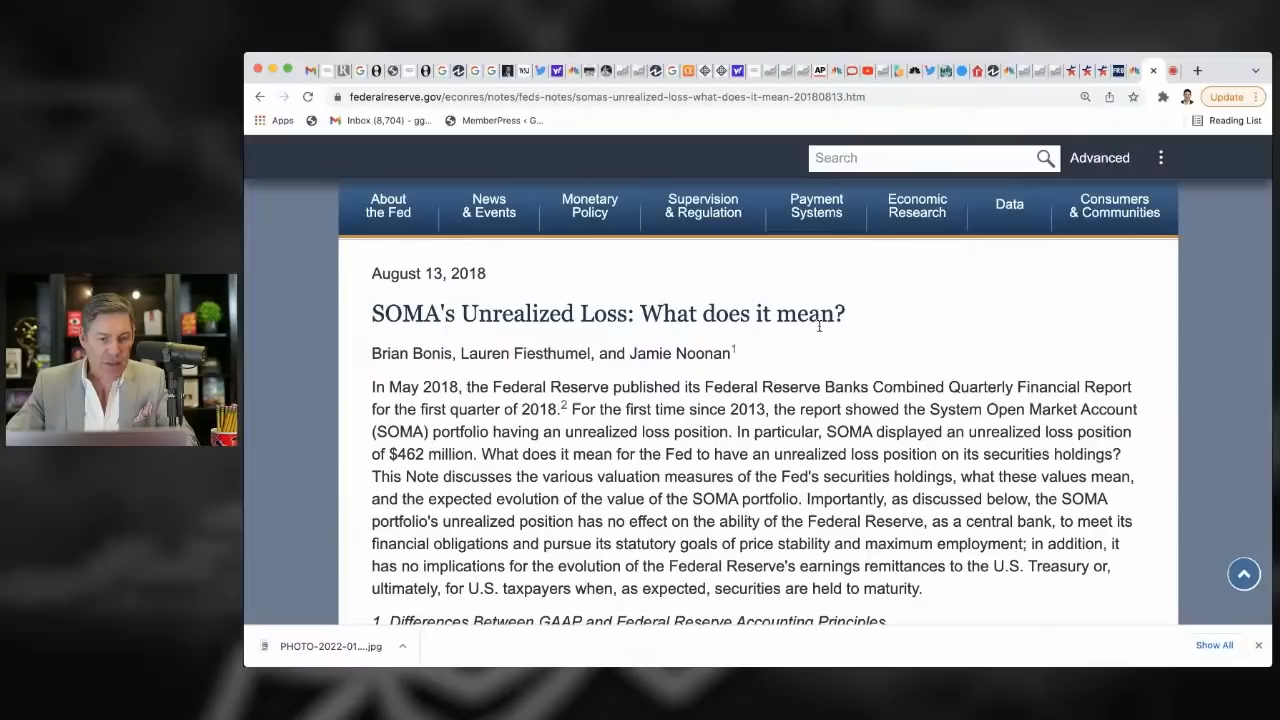 federalreserve.gov/econres/notes/feds-notes/somas-unrealized-loss-what-does-it-mean-20180813.htm
Update
Apps
Inbox (8,704) - gg...
MemberPress ‹ G...
Reading List
Search
Advanced
About
the Fed
News
& Events
Monetary
Policy
Supervision
& Regulation
Payment
Systems
Economic
Research
Data
Consumers
& Communities
August 13, 2018
SOMA's Unrealized Loss: What does it mean?
Brian Bonis, Lauren Fiesthumel, and Jamie Noonan1
In May 2018, the Federal Reserve published its Federal Reserve Banks Combined Quarterly Financial Report
for the first quarter of 2018.2 For the first time since 2013, the report showed the System Open Market Account
(SOMA) portfolio having an unrealized loss position. In particular, SOMA displayed an unrealized loss position
of $462 million. What does it mean for the Fed to have an unrealized loss position on its securities holdings?
This Note discusses the various valuation measures of the Fed's securities holdings, what these values mean,
and the expected evolution of the value of the SOMA portfolio. Importantly, as discussed below, the SOMA
portfolio's unrealized position has no effect on the ability of the Federal Reserve, as a central bank, to meet its
financial obligations and pursue its statutory goals of price stability and maximum employment; in addition, it
has no implications for the evolution of the Federal Reserve's earnings remittances to the U.S. Treasury or,
ultimately, for U.S. taxpayers when, as expected, securities are held to maturity.
1. Differences Between GAAP and Federal Reserve Accounting Principles
PHOTO-2022-01....jpg
Show All